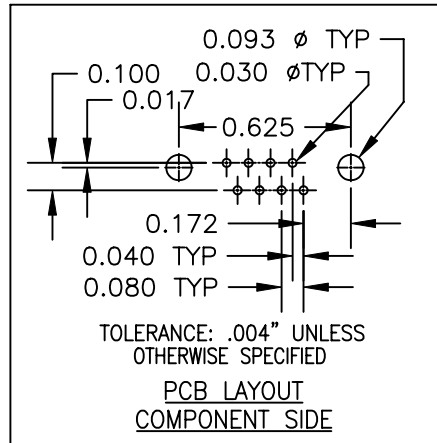 0.093 ø TYP
0.100
0.030 øTYP
0.017
0.625
0.172
0.040 TYP
0.080 TYP
TOLERANCE: .004" UNLESS
OTHERWISE SPECIFIED
PCB LAYOUT
COMPONENT SIDE